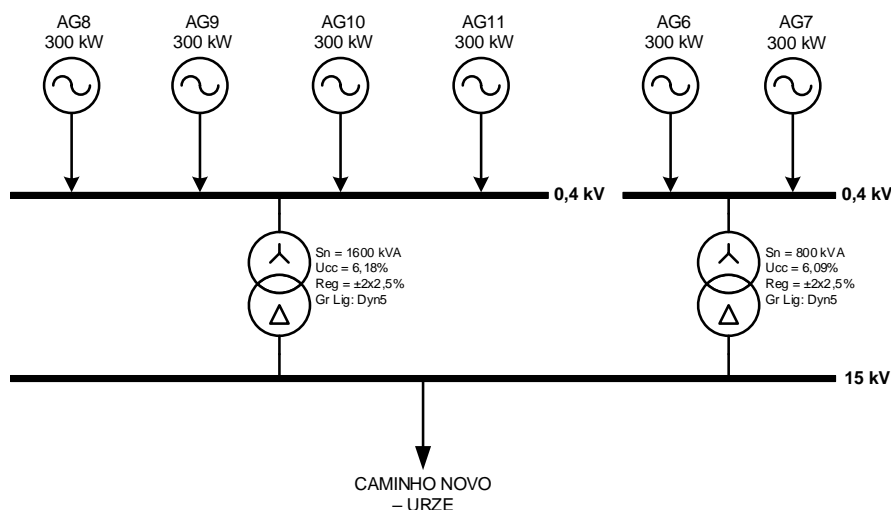 AG8
300 kW
AG9
300 kW
AG10
300 kW
AG11
300 kW
AG6
300 kW
AG7
300 kW
0,4 kV
0,4 kV
Sn = 1600 kVA
Ucc = 6,18%
Reg = ±2x2,5%
Gr Lig: Dyn5
Sn = 800 kVA
Ucc = 6,09%
Reg = ±2x2,5%
Gr Lig: Dyn5
15 kV
CAMINHO NOVO
– URZE